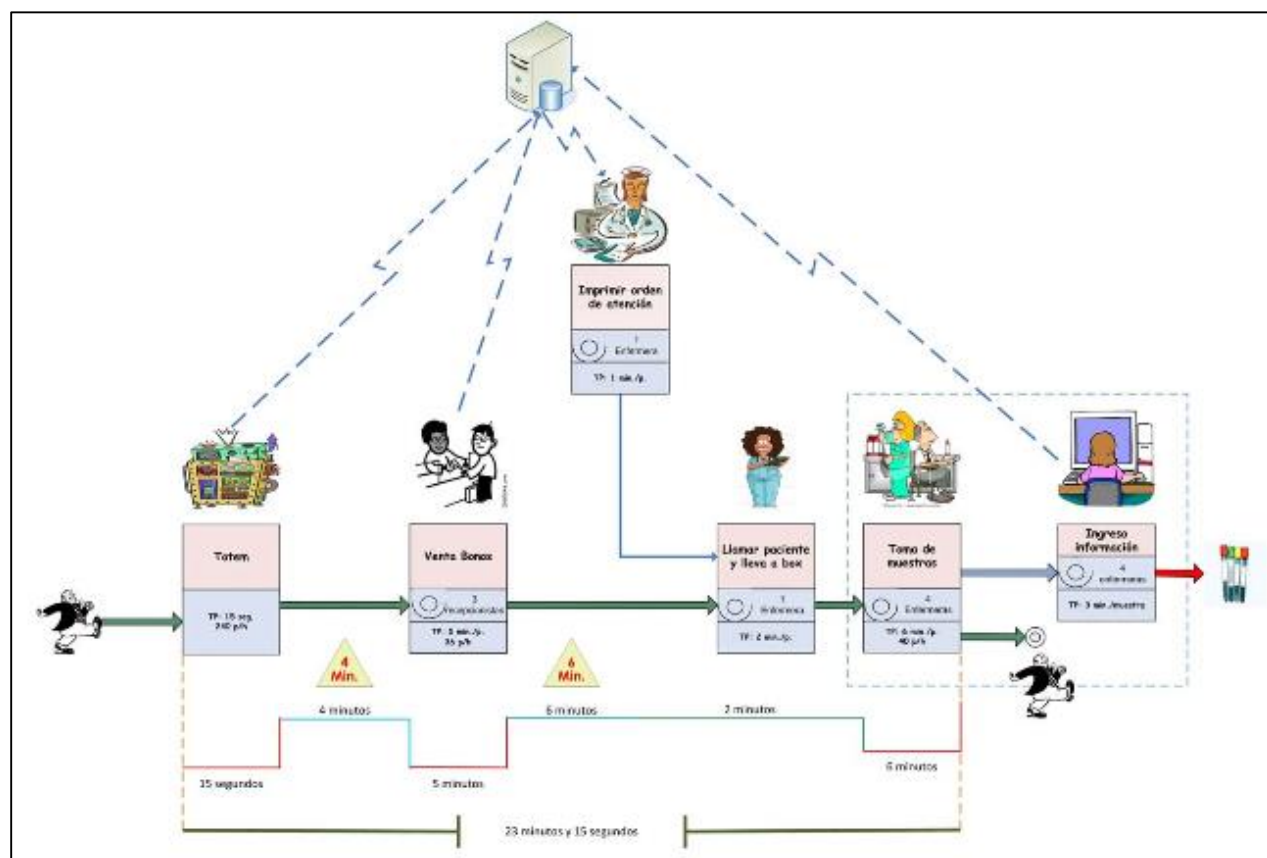 Imprimir orden
de atención
1
Enfermera
TP: 1 min./p.
Totem
TP: 15 seg.
240 p/h
Venta Bonos
3
Recepcionistas
TP: 5 min./p.
36 p/h
Llamar paciente
y lleva a box
1
Enfermera
TP: 2 min./p.
Toma de
muestras
4
Enfermeras
TP: 6 min./p.
40 p/h
Ingreso
información
4
enfermeras
TP: 3 min./muestra
4
Min.
6
Min.
4 minutos
6 minutos
2 minutos
15 segundos
5 minutos
6 minutos
23 minutos y 15 segundos